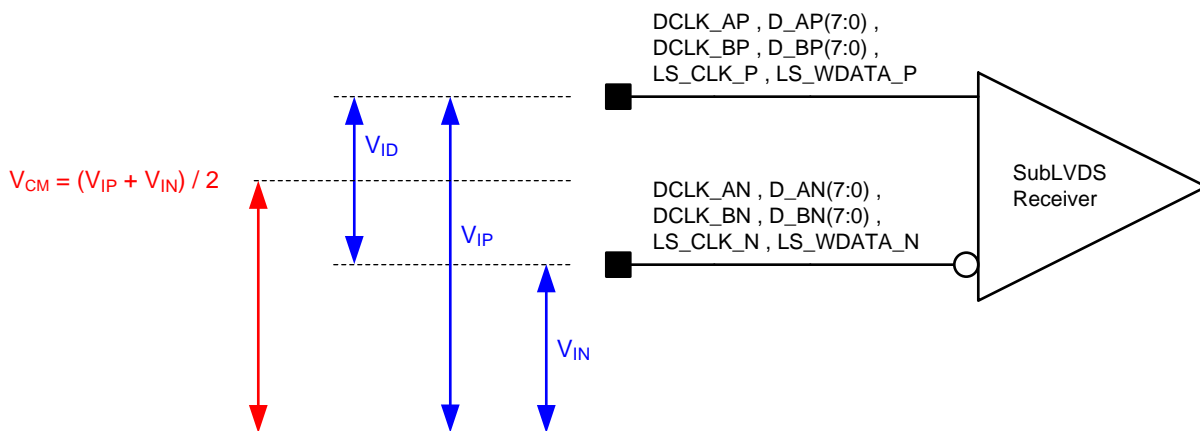 DCLK_AP , D_AP(7:0) ,
DCLK_BP , D_BP(7:0) ,
LS_CLK_P , LS_WDATA_P
VID
VCM = (VIP + VIN) / 2
SubLVDS
Receiver
DCLK_AN , D_AN(7:0) ,
DCLK_BN , D_BN(7:0) ,
LS_CLK_N , LS_WDATA_N
VIP
VIN